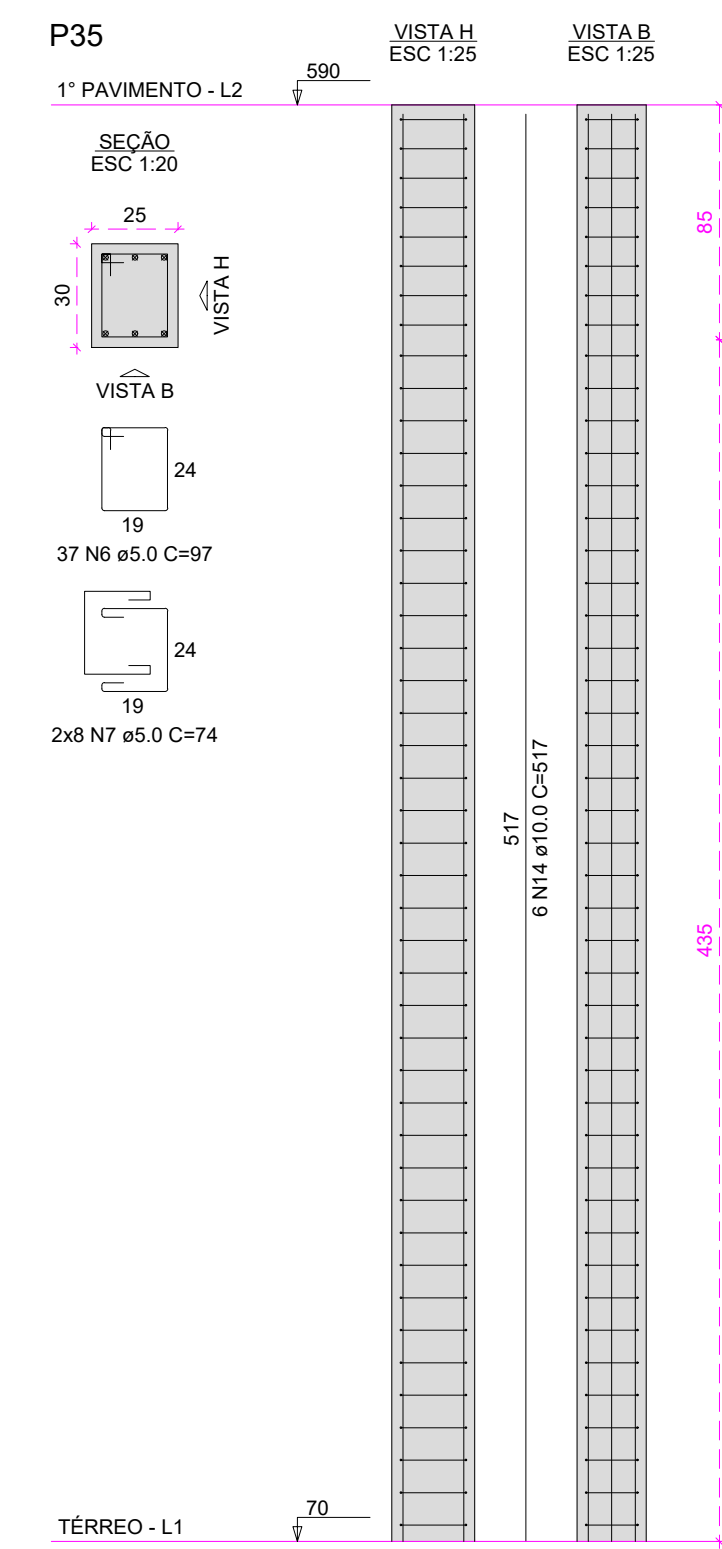 P35
VISTA H
ESC 1:25
VISTA B
ESC 1:25
590
1° PAVIMENTO - L2
SEÇÃO
ESC 1:20
25
30
VISTA H
VISTA B
24
19
37 N6 ø5.0 C=97
24
19
2x8 N7 ø5.0 C=74
517
6 N14 ø10.0 C=517
85
435
70
TÉRREO - L1